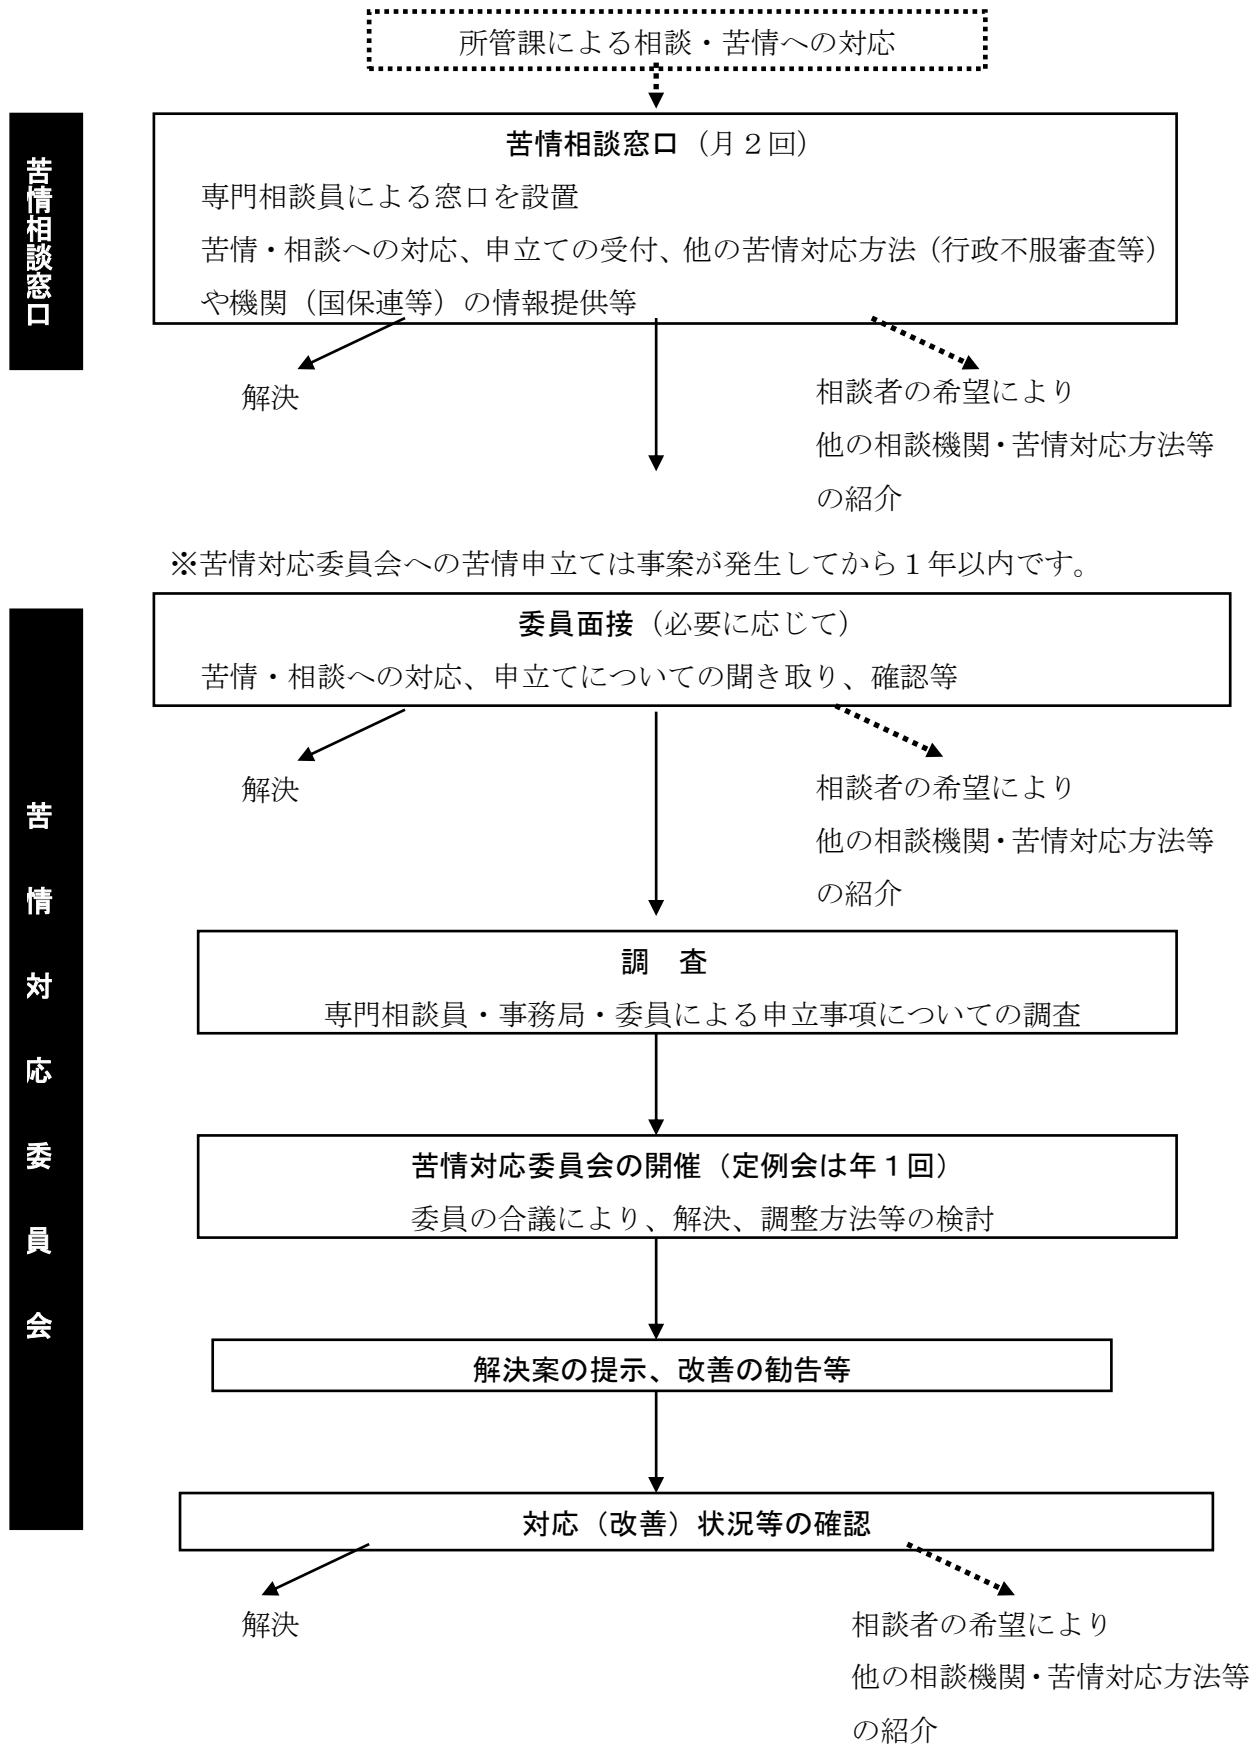 所管課による相談・苦情への対応
苦情相談窓口
苦情相談窓口（月２回）
専門相談員による窓口を設置
苦情・相談への対応、申立ての受付、他の苦情対応方法（行政不服審査等）
や機関（国保連等）の情報提供等
解決
相談者の希望により
他の相談機関・苦情対応方法等
の紹介
※苦情対応委員会への苦情申立ては事案が発生してから１年以内です。
苦情対応委員会
委員面接（必要に応じて）
苦情・相談への対応、申立てについての聞き取り、確認等
解決
相談者の希望により
他の相談機関・苦情対応方法等
の紹介
調　査
専門相談員・事務局・委員による申立事項についての調査
苦情対応委員会の開催（定例会は年１回）
委員の合議により、解決、調整方法等の検討
解決案の提示、改善の勧告等
対応（改善）状況等の確認
解決
相談者の希望により
他の相談機関・苦情対応方法等
の紹介